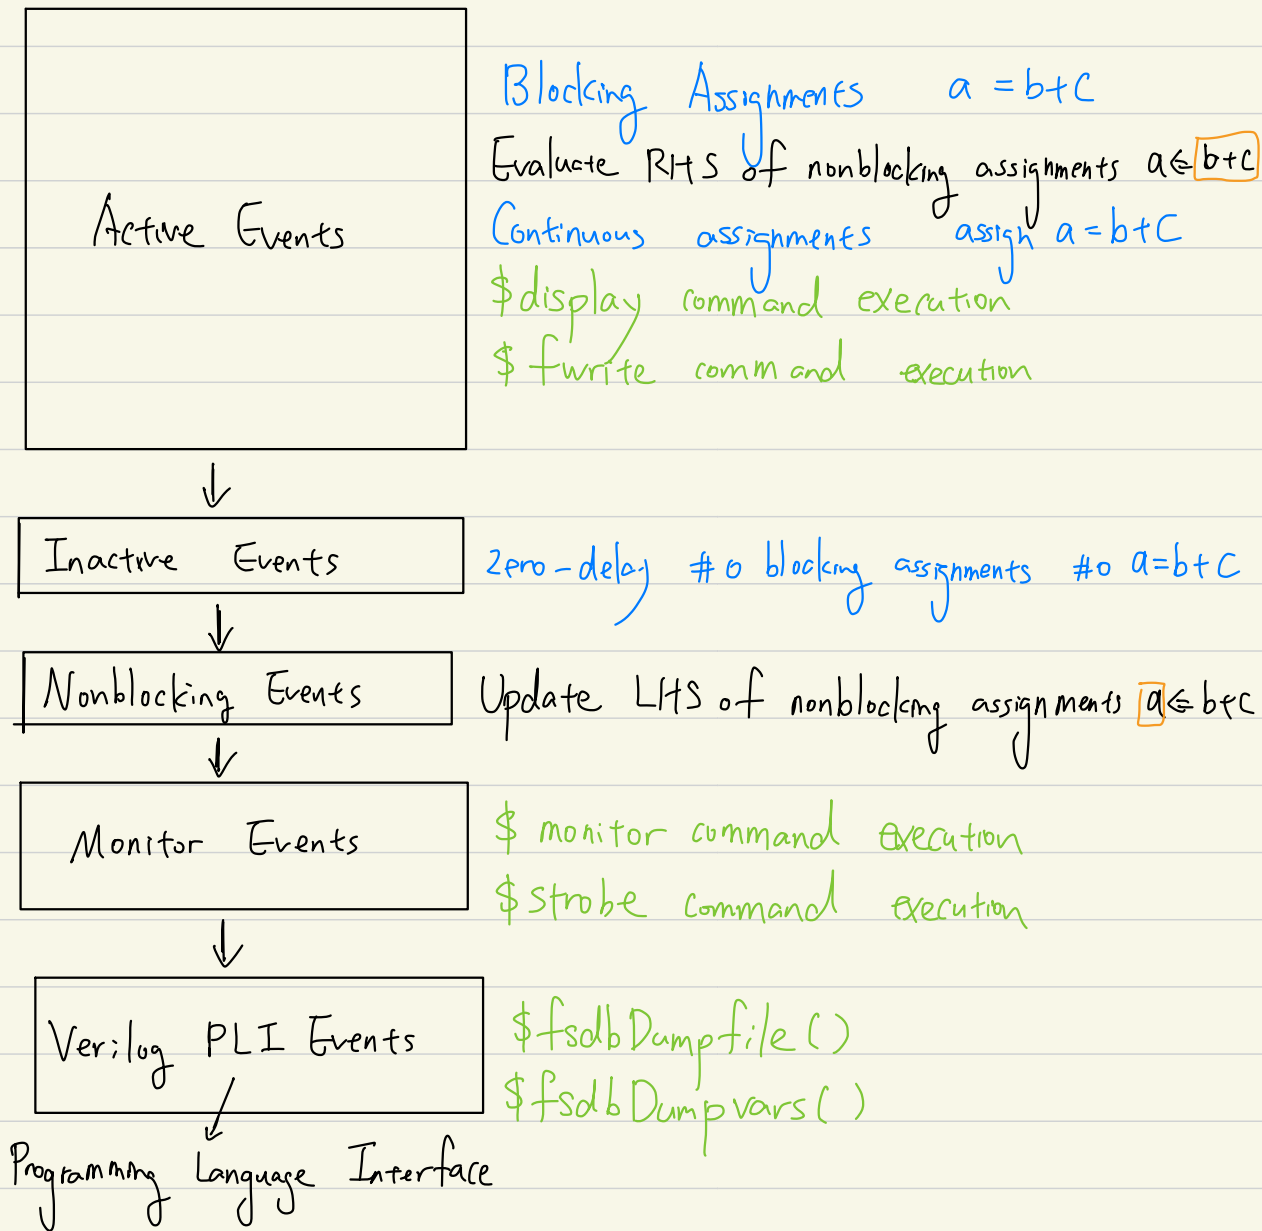 Blocking Assignments a = b+c
Evaluate RHS of nonblocking assignments a <= b+c
Active Events
Continuous assignments assign a = b+c
$display command execution
$fwrite command execution
↓
Inactive Events
Zero-delay #0 blocking assignments #0 a=b+c
↓
Nonblocking Events
Update LHS of nonblocking assignments a <= b+c
↓
Monitor Events
$monitor command execution
$strobe command execution
↓
Verilog PLI Events
$fsdbDumpfile()
$fsdbDumpvars()
Programming Language Interface